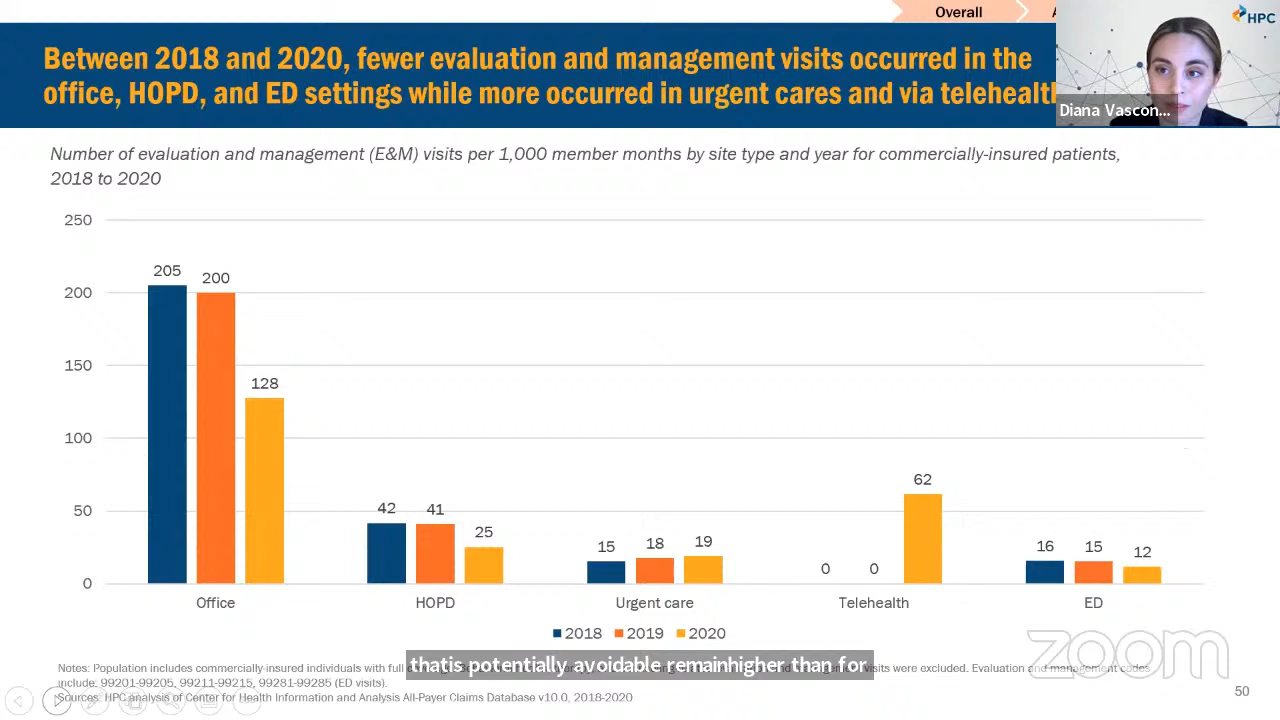 Overall
HPC
Between 2018 and 2020, fewer evaluation and management visits occurred in the
office, HOPD, and ED settings while more occurred in urgent cares and via telehealth
Diana Vascon...
Number of evaluation and management (E&M) visits per 1,000 member months by site type and year for commercially-insured patients,
2018 to 2020
250
200
150
100
50
0
205
200
128
42
41
25
15
18
19
0
0
62
16
15
12
Office
HOPD
Urgent care
Telehealth
ED
2018 2019 2020
zoom
Notes: Population includes commercially-insured individuals with full visits were excluded. Evaluation and management codes
thatis potentially avoidable remainhigher than for
include: 99201-99205, 99211-99215, 99281-99285 (ED visits).
Sources: HPC analysis of Center for Health Information and Analysis All-Payer Claims Database v10.0, 2018-2020
50